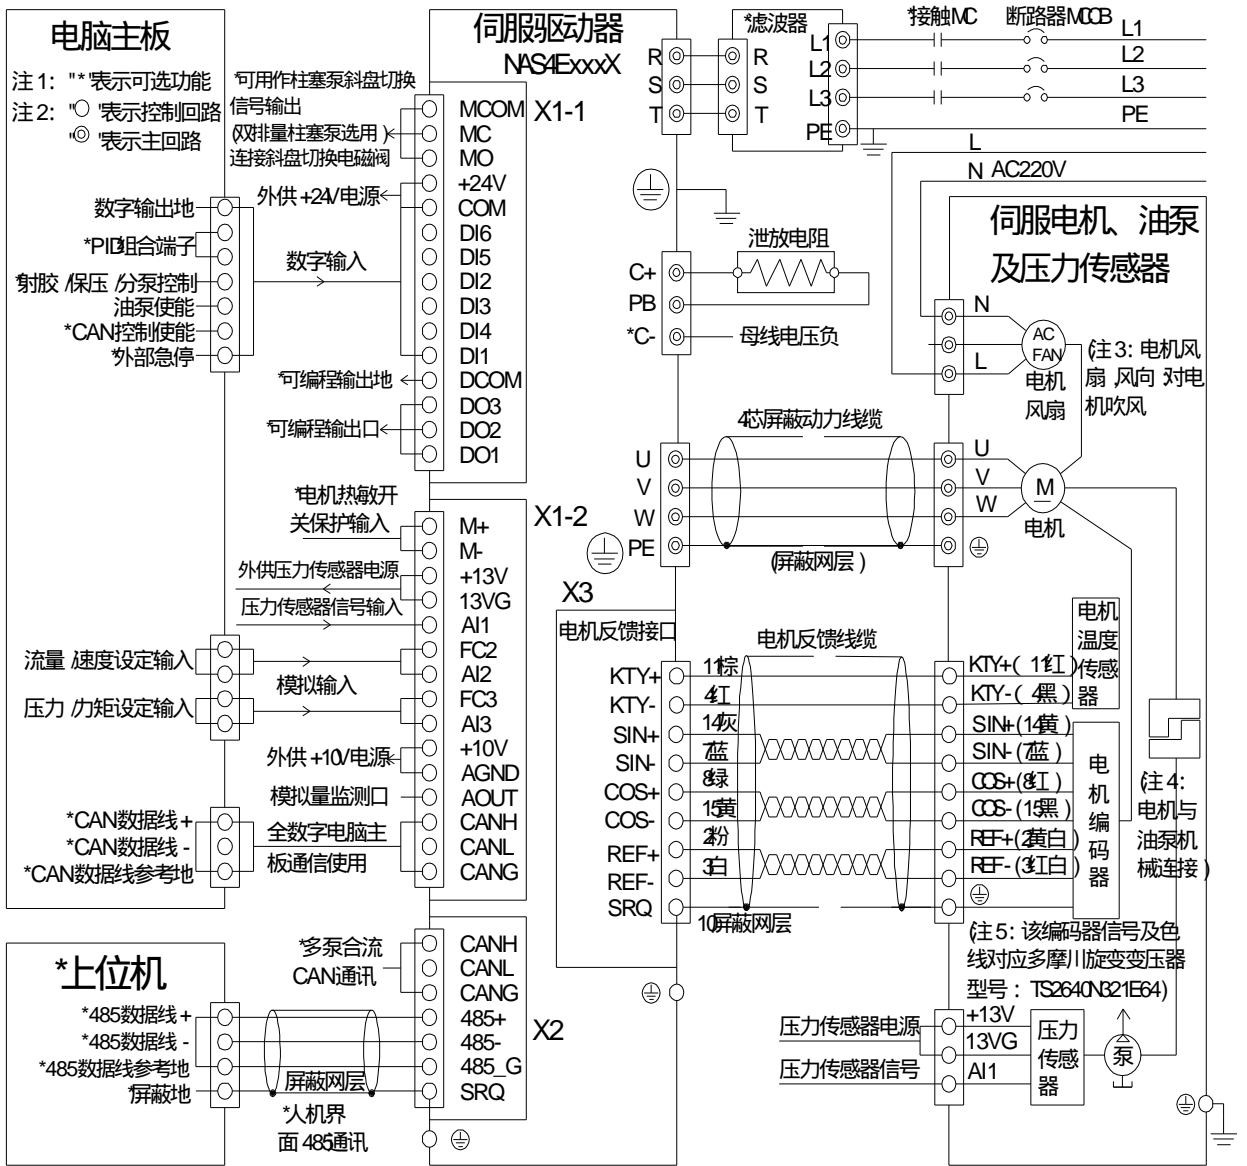 电脑主板
注 1: "*"表示可选功能
注 2: "○"表示控制回路
"◎"表示主回路
数字输出地
*PID组合端子
*射胶 /保压 /分泵控制
油泵使能
*CAN控制使能
*外部急停
流量 /速度设定输入
压力 /力矩设定输入
*CAN数据线 +
*CAN数据线 -
*CAN数据线参考地
*上位机
*485数据线 +
*485数据线 -
*485数据线参考地
*屏蔽地
*可用作柱塞泵斜盘切换
信号输出
(双排量柱塞泵选用 )
连接斜盘切换电磁阀
外供 +24V电源
数字输入
*可编程输出地
*可编程输出口
*电机热敏开
关保护输入
外供压力传感器电源
压力传感器信号输入
模拟输入
外供 +10V电源
模拟量监测口
全数字电脑主
板通信使用
*多泵合流
CAN通讯
屏蔽网层
*人机界
面 485通讯
伺服驱动器
NAS4ExxxX
X1-1
MCOM
MC
MO
+24V
COM
DI6
DI5
DI2
DI3
DI4
DI1
DCOM
DO3
DO2
DO1
X1-2
M+
M-
+13V
13VG
AI1
FC2
AI2
FC3
AI3
+10V
AGND
AOUT
CANH
CANL
CANG
X2
CANH
CANL
CANG
485+
485-
485_G
SRQ
R
S
T
C+
PB
*C-
U
V
W
PE
X3
电机反馈接口
KTY+
KTY-
SIN+
SIN-
COS+
COS-
REF+
REF-
SRQ
*滤波器
R
S
T
L1
L2
L3
PE
*接触MC
断路器MCCB
L1
L2
L3
PE
L
N AC220V
泄放电阻
母线电压负
4芯屏蔽动力线缆
(屏蔽网层 )
电机反馈线缆
11棕
4红
14灰
7蓝
8绿
15黄
2粉
3白
10屏蔽网层
伺服电机、油泵
及压力传感器
N
L
AC
FAN
电机
风扇
(注 3: 电机风
扇 ,风向 :对电
机吹风
U
V
W
M
电机
电机
温度
传感
器
KTY+( 11红 )
KTY-( 4黑 )
SIN+(14黄)
SIN-(7蓝 )
COS+(8红 )
COS-(15黑 )
REF+(2黄白)
REF-(3红白)
电
机
编
码
器
(注 4:
电机与
油泵机
械连接 )
(注 5: 该编码器信号及色
线对应多摩川旋变变压器
型号 : TS2640N321E64)
压力传感器电源
压力传感器信号
+13V
13VG
AI1
压力
传感
器
泵